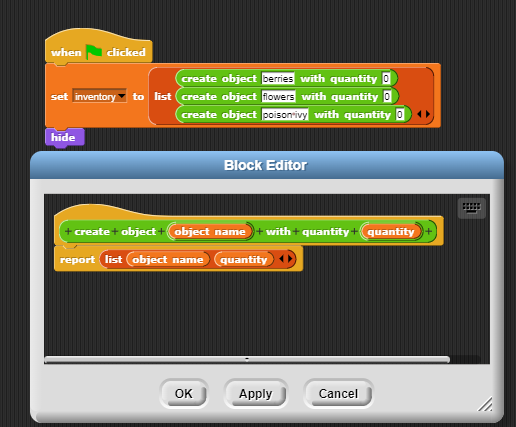 when clicked
set inventory to list create object berries with quantity 0
create object flowers with quantity 0
create object poison ivy with quantity 0
hide
Block Editor
+ create + object + object name + with + quantity + quantity +
report list object name quantity
OK Apply Cancel